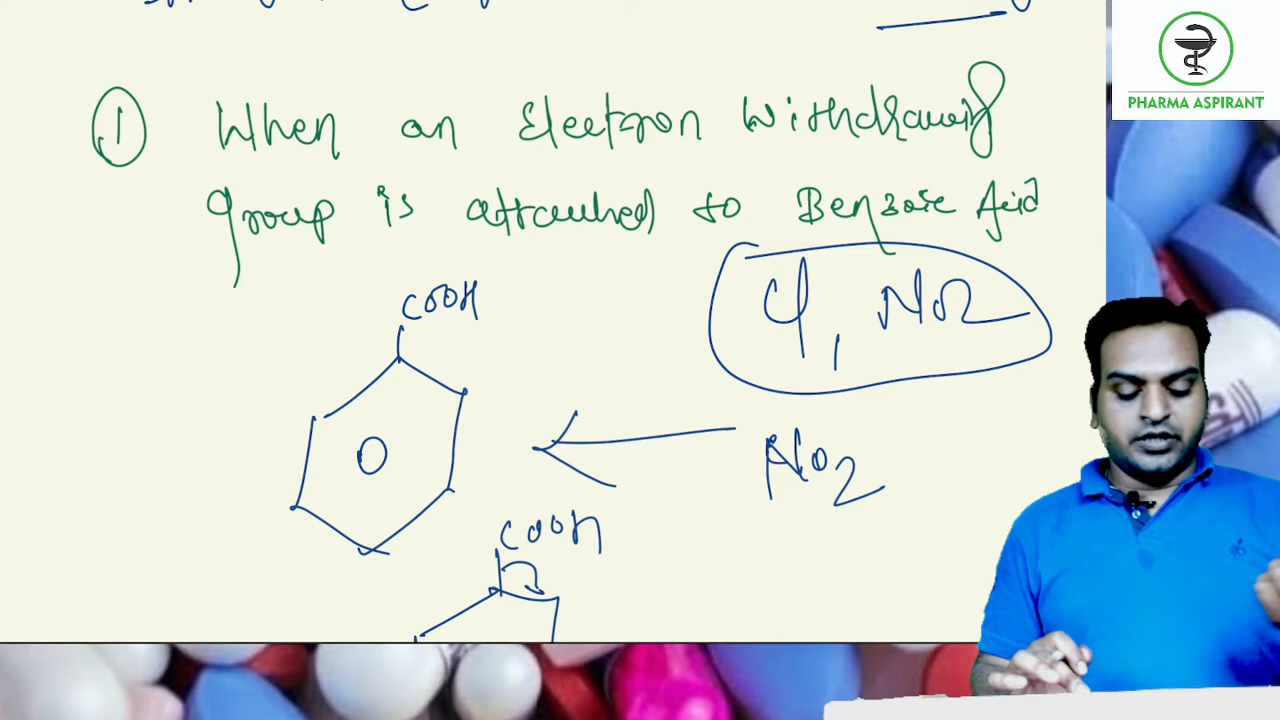 PHARMA ASPIRANT
① When an Electron Withdrawing
group is attached to Benzoic Acid
COOH
Cl, NO2
NO2
COOH